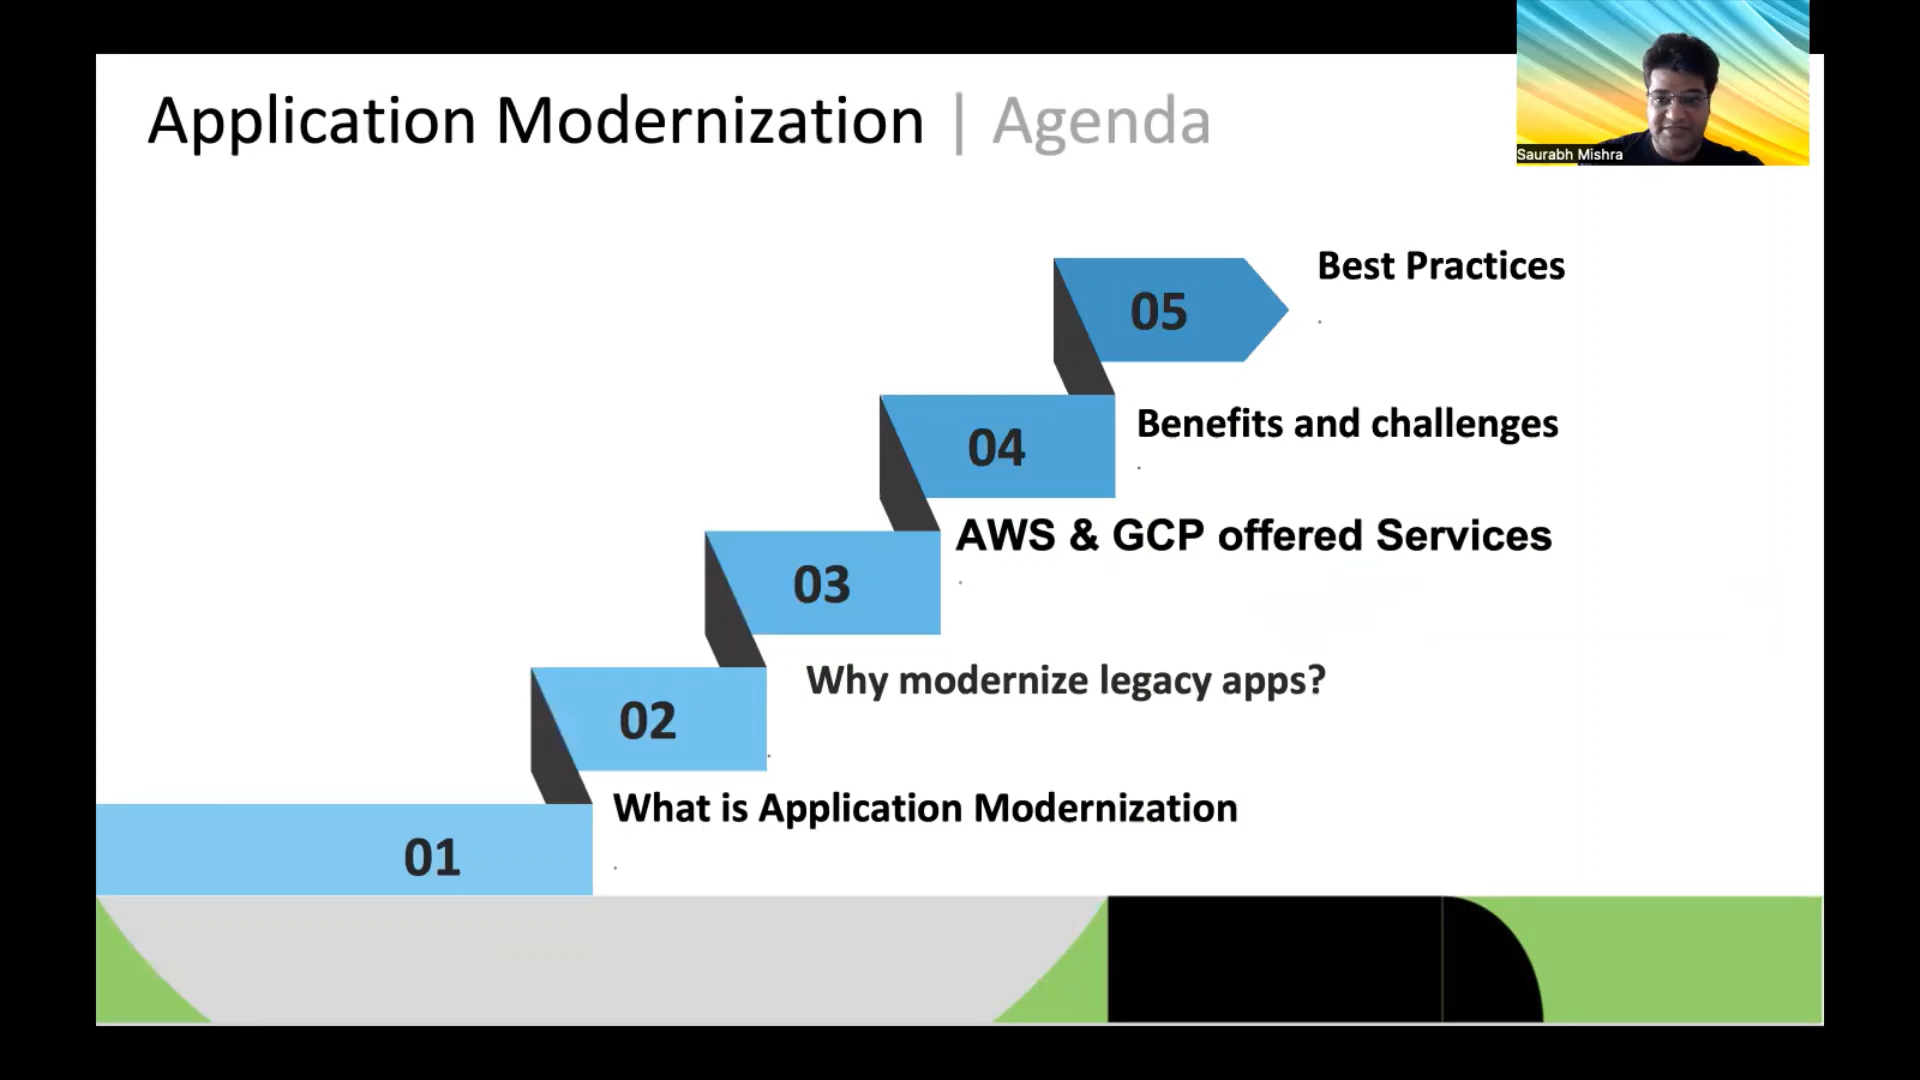 Application Modernization | Agenda
Saurabh Mishra
05
Best Practices
.
04
Benefits and challenges
.
03
AWS & GCP offered Services
.
02
Why modernize legacy apps?
.
01
What is Application Modernization
.